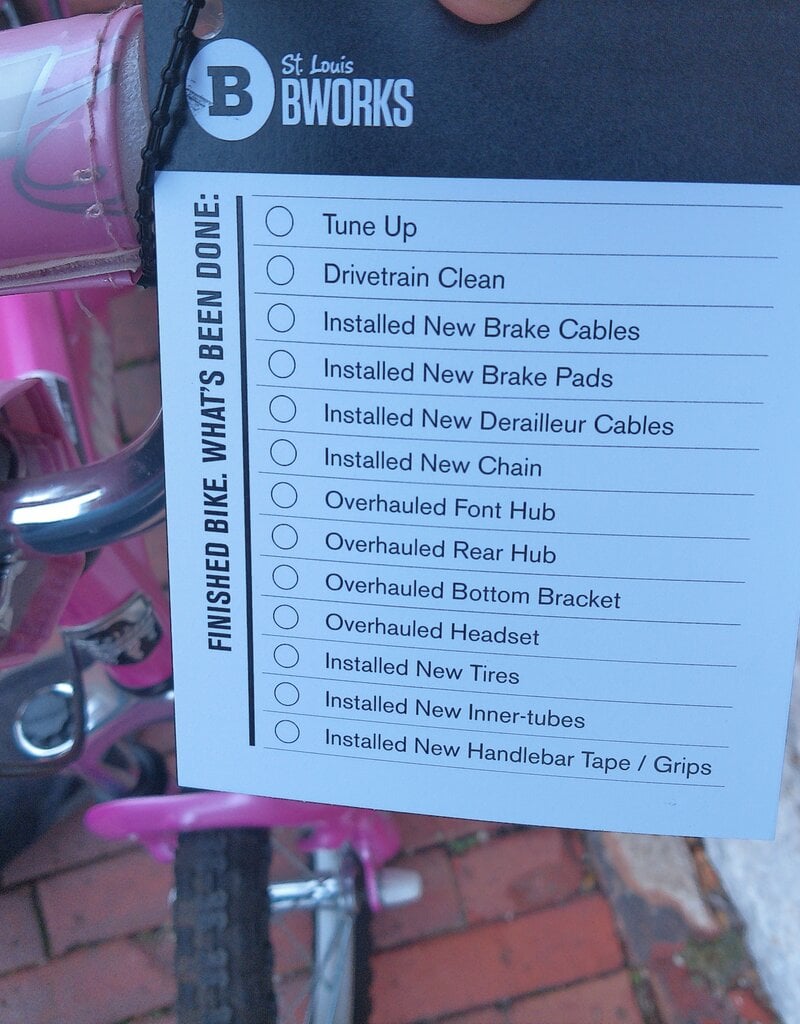 B
St. Louis
BWORKS
FINISHED BIKE. WHAT'S BEEN DONE:
Tune Up
Drivetrain Clean
Installed New Brake Cables
Installed New Brake Pads
Installed New Derailleur Cables
Installed New Chain
Overhauled Font Hub
Overhauled Rear Hub
Overhauled Bottom Bracket
Overhauled Headset
Installed New Tires
Installed New Inner-tubes
Installed New Handlebar Tape / Grips